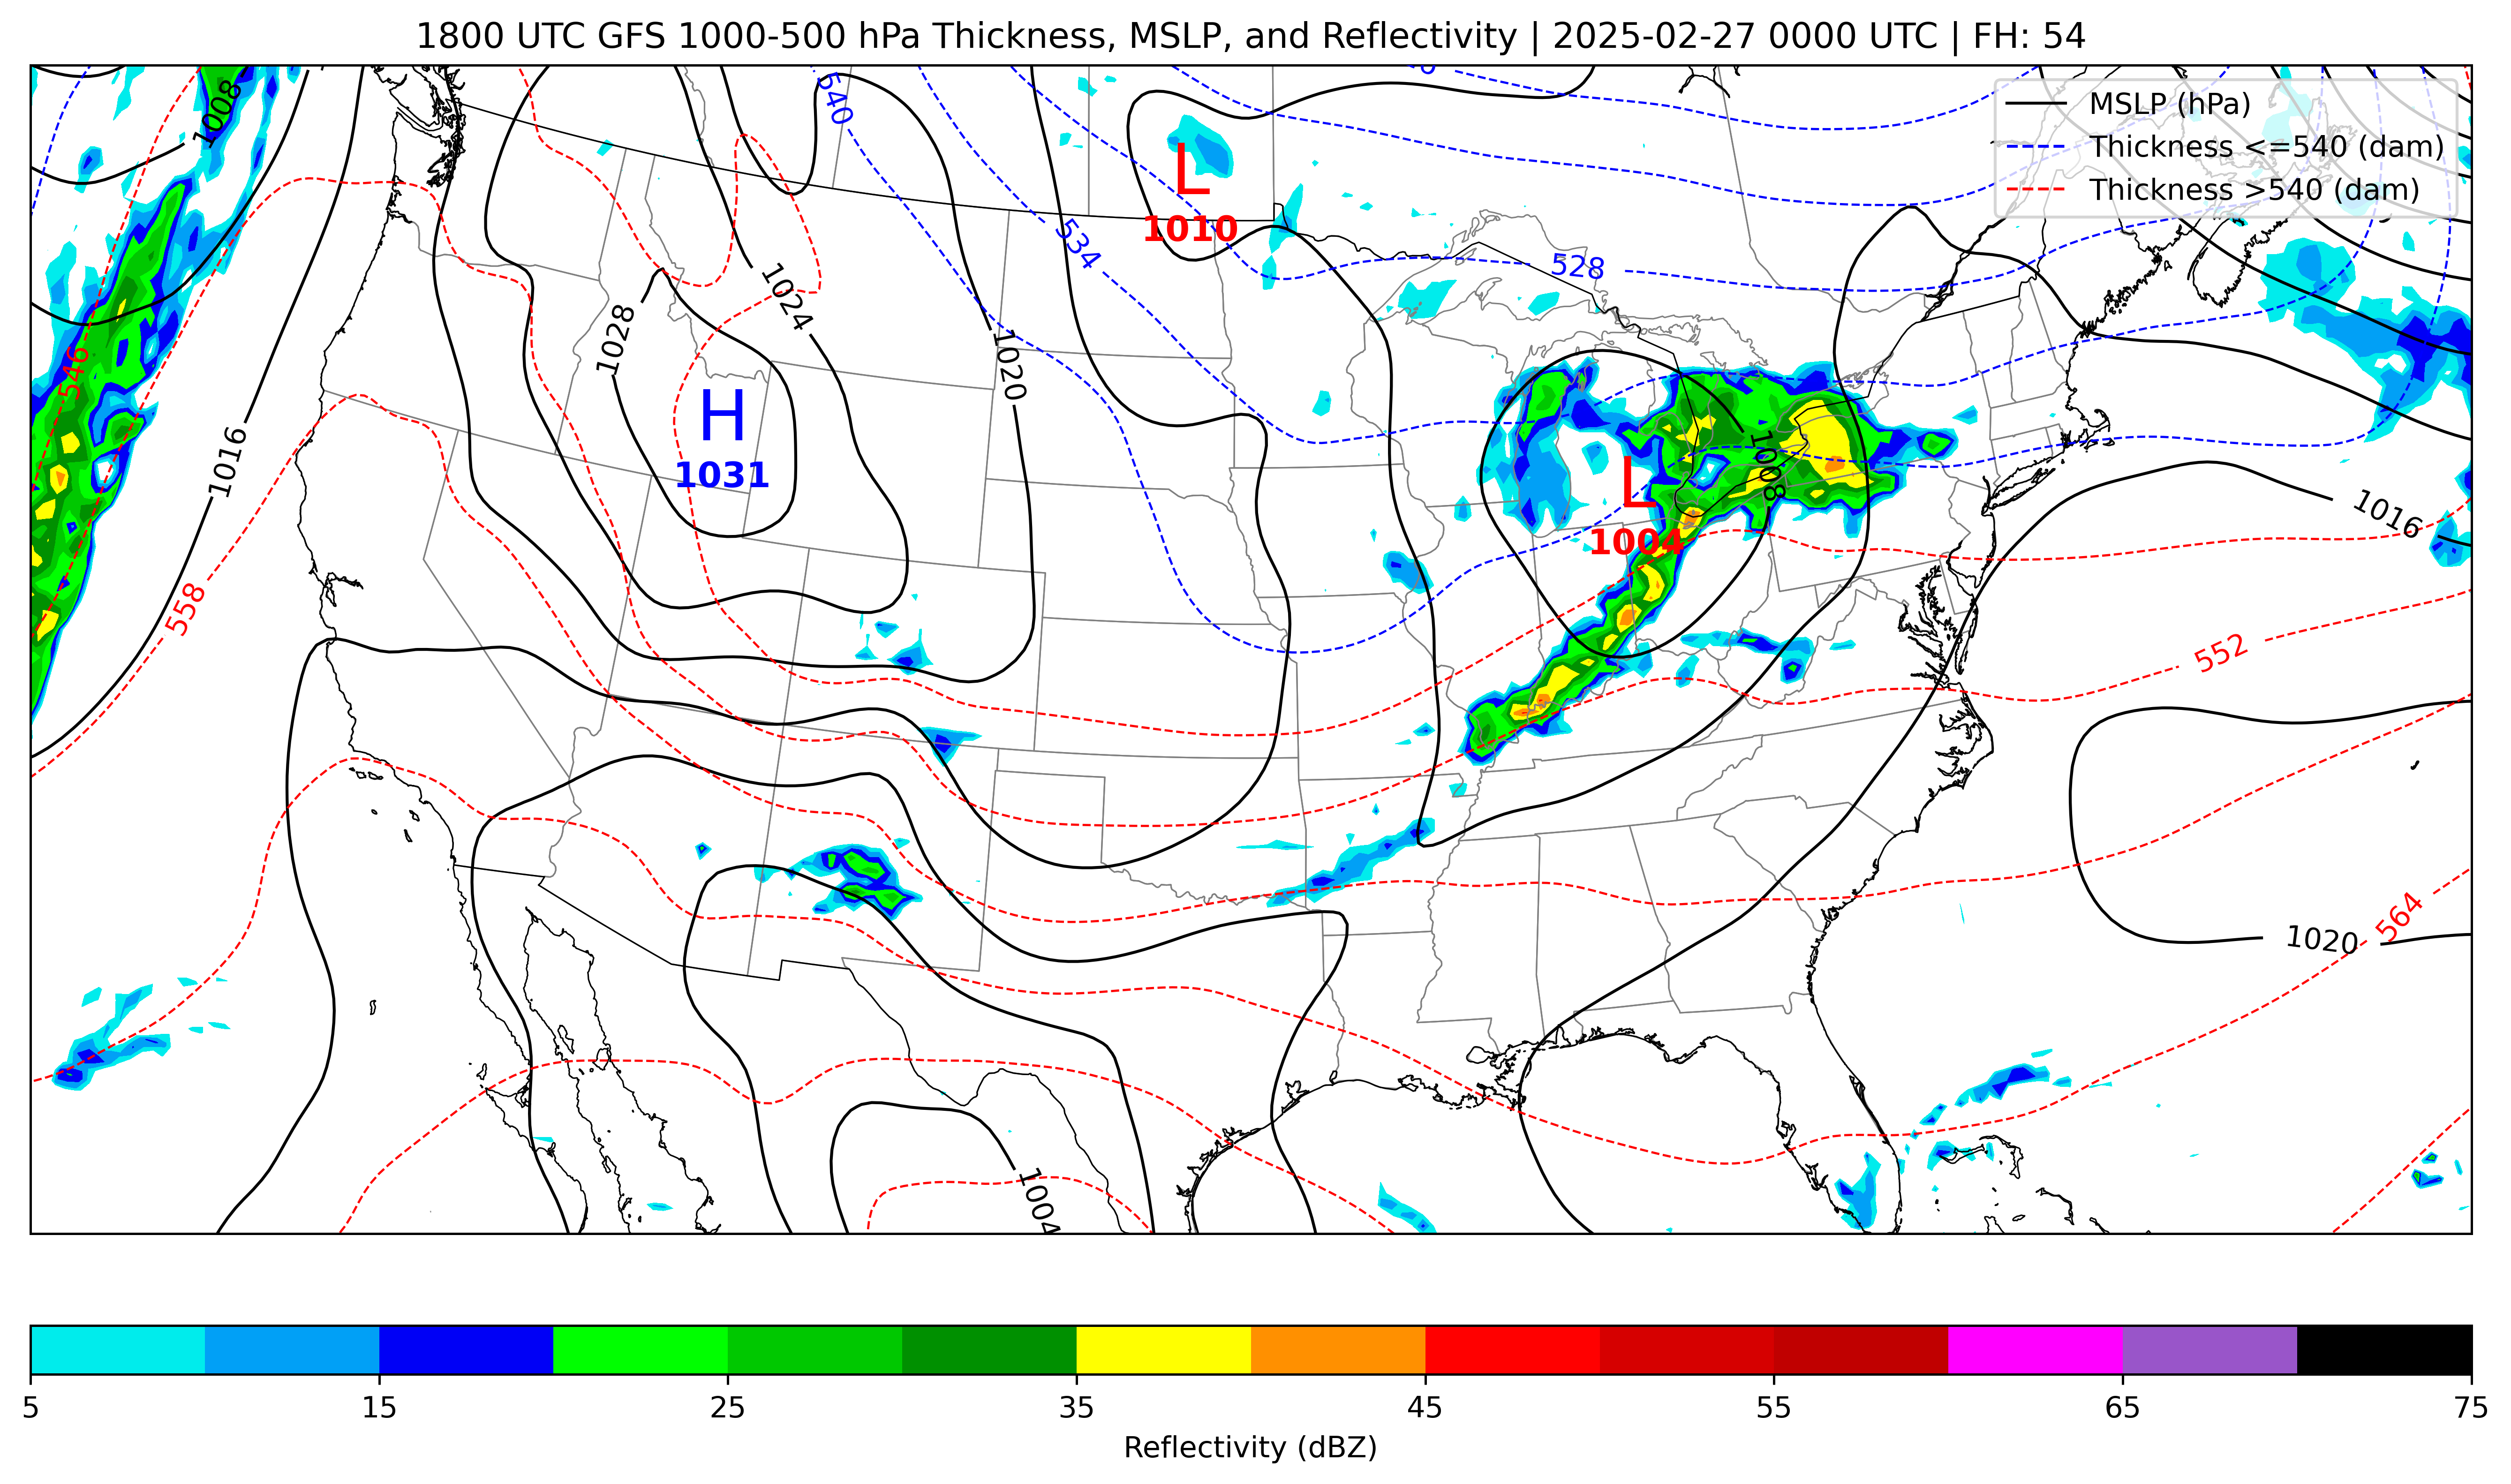 1800 UTC GFS 1000-500 hPa Thickness, MSLP, and Reflectivity | 2025-02-27 0000 UTC | FH: 54
MSLP (hPa)
Thickness <=540 (dam)
Thickness >540 (dam)
1008
540
L
1010
534
528
1024
1028
1020
546
H
1031
1016
L
1004
1008
1016
558
552
564
1020
1004
5 15 25 35 45 55 65 75
Reflectivity (dBZ)